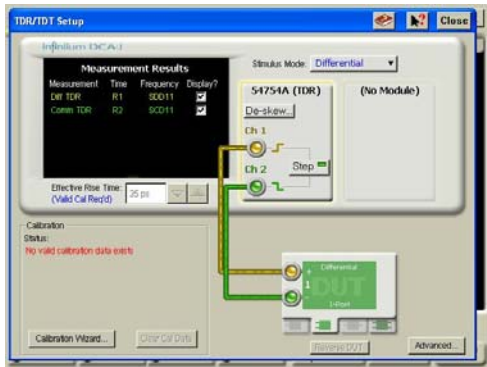 TDR/TDT Setup
Close
Infiniium DCA-J
Measurement Results
Measurement Time Frequency Display?
Diff TDR R1 SDD11
Comm TDR R2 SCD11
Stimulus Mode: Differential
54754A (TDR)
(No Module)
De-skew...
Ch 1
Ch 2
Step
Effective Rise Time:
(Valid Cal Req'd)
25 ps
Calibration
Status:
No valid calibration data exists
Differential
+
1
DUT
-
1-Port
Calibration Wizard...
Clear Cal Data
Reverse DUT
Advanced...